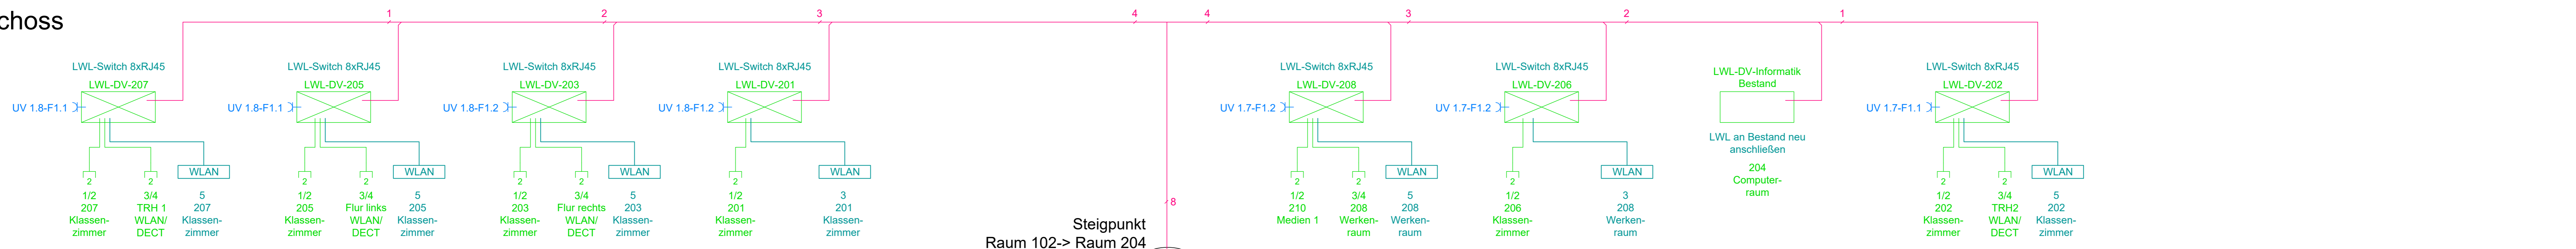 choss
1
2
3
4
4
3
2
1
LWL-Switch 8xRJ45
LWL-DV-207
UV 1.8-F1.1
WLAN
2
2
1/2
207
Klassen-
zimmer
3/4
TRH 1
WLAN/
DECT
5
207
Klassen-
zimmer
LWL-Switch 8xRJ45
LWL-DV-205
UV 1.8-F1.1
WLAN
2
2
1/2
205
Klassen-
zimmer
3/4
Flur links
WLAN/
DECT
5
205
Klassen-
zimmer
LWL-Switch 8xRJ45
LWL-DV-203
UV 1.8-F1.2
WLAN
2
2
1/2
203
Klassen-
zimmer
3/4
Flur rechts
WLAN/
DECT
5
203
Klassen-
zimmer
LWL-Switch 8xRJ45
LWL-DV-201
UV 1.8-F1.2
WLAN
2
1/2
201
Klassen-
zimmer
3
201
Klassen-
zimmer
8
Steigpunkt
Raum 102-> Raum 204
LWL-Switch 8xRJ45
LWL-DV-208
UV 1.7-F1.2
WLAN
2
2
1/2
210
Medien 1
3/4
208
Werken-
raum
5
208
Werken-
raum
LWL-Switch 8xRJ45
LWL-DV-206
UV 1.7-F1.2
WLAN
2
1/2
206
Klassen-
zimmer
3
208
Werken-
raum
LWL-DV-Informatik
Bestand
LWL an Bestand neu
anschließen
204
Computer-
raum
LWL-Switch 8xRJ45
LWL-DV-202
UV 1.7-F1.1
WLAN
2
2
1/2
202
Klassen-
zimmer
3/4
TRH2
WLAN/
DECT
5
202
Klassen-
zimmer